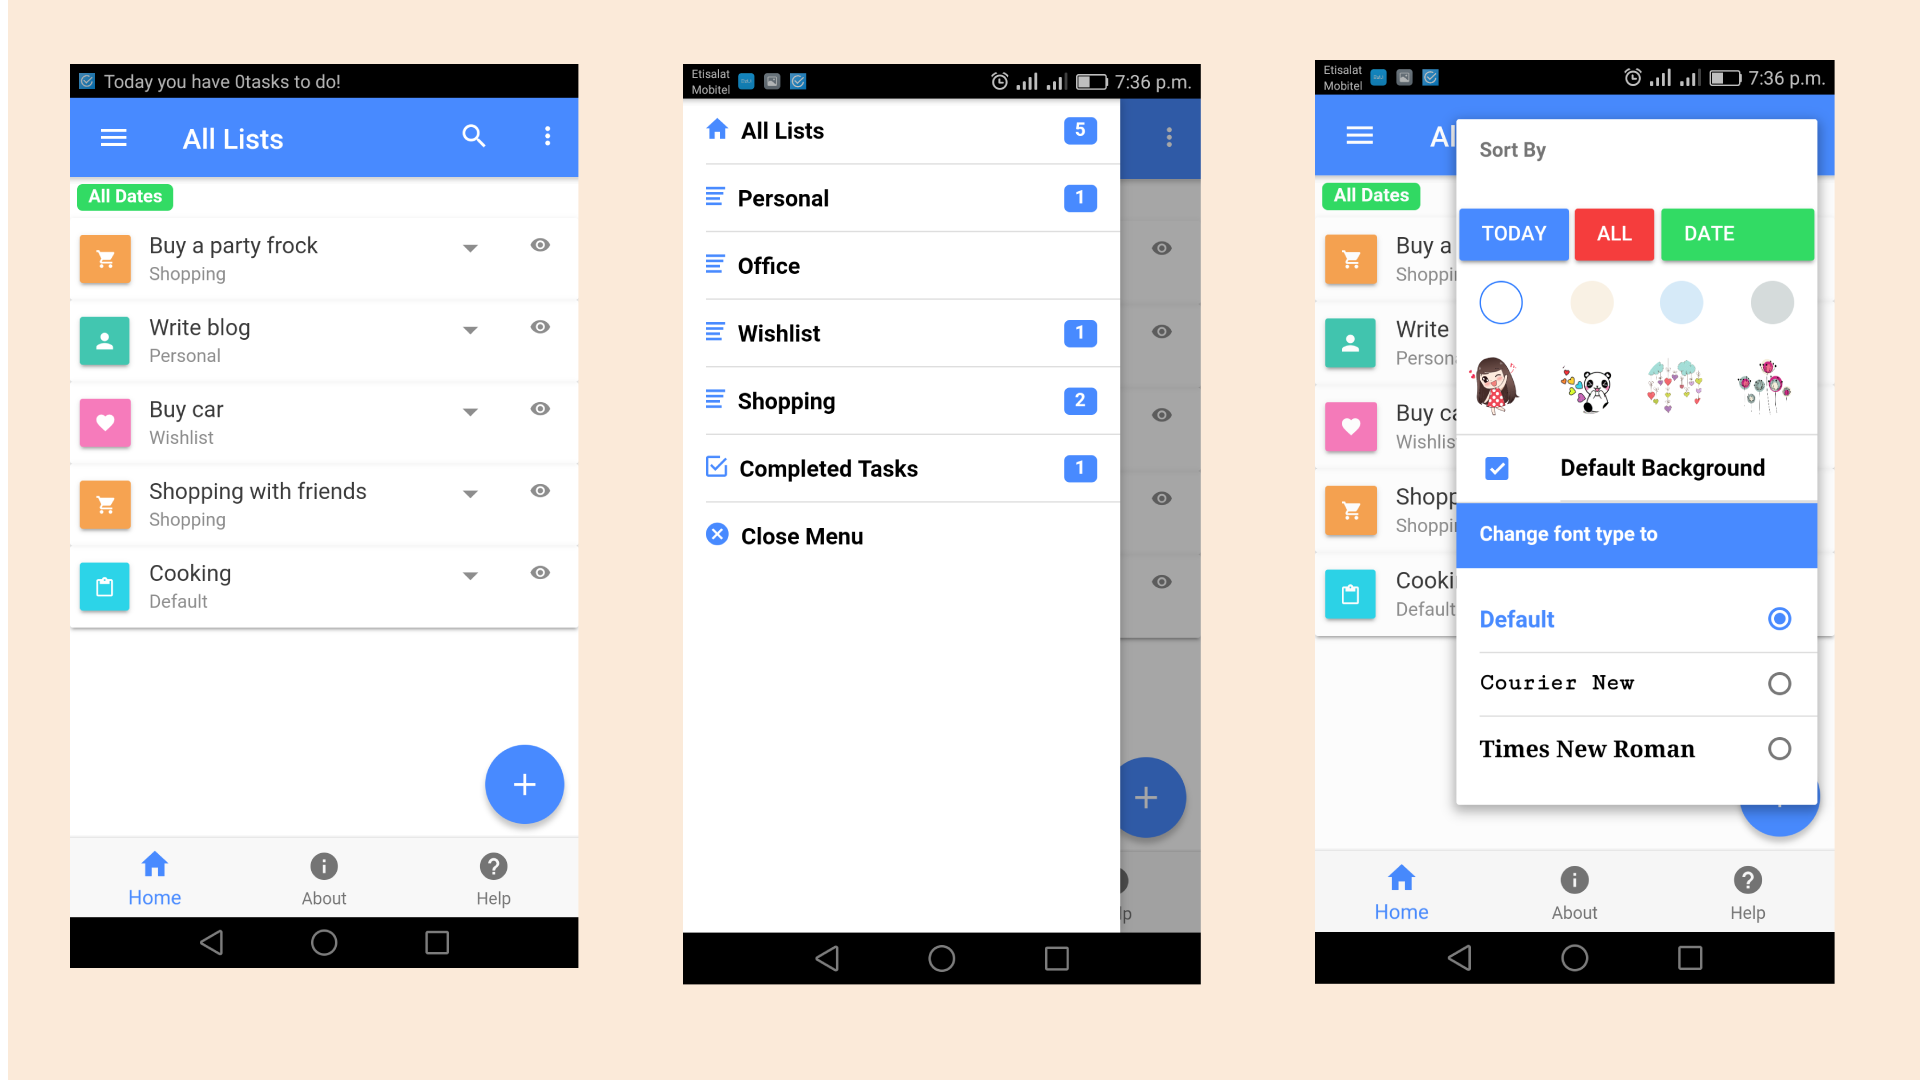 Today you have 0tasks to do!
All Lists
All Dates
Buy a party frock
Shopping
Write blog
Personal
Buy car
Wishlist
Shopping with friends
Shopping
Cooking
Default
Home
About
Help
Etisalat
Mobitel
7:36 p.m.
All Lists
5
Personal
1
Office
Wishlist
1
Shopping
2
Completed Tasks
1
Close Menu
lp
Etisalat
Mobitel
7:36 p.m.
Al
All Dates
Buy a
Shoppi
Write
Person
Buy ca
Wishlis
Shopp
Shoppi
Cooki
Default
Sort By
TODAY
ALL
DATE
Default Background
Change font type to
Default
Courier New
Times New Roman
Home
About
Help